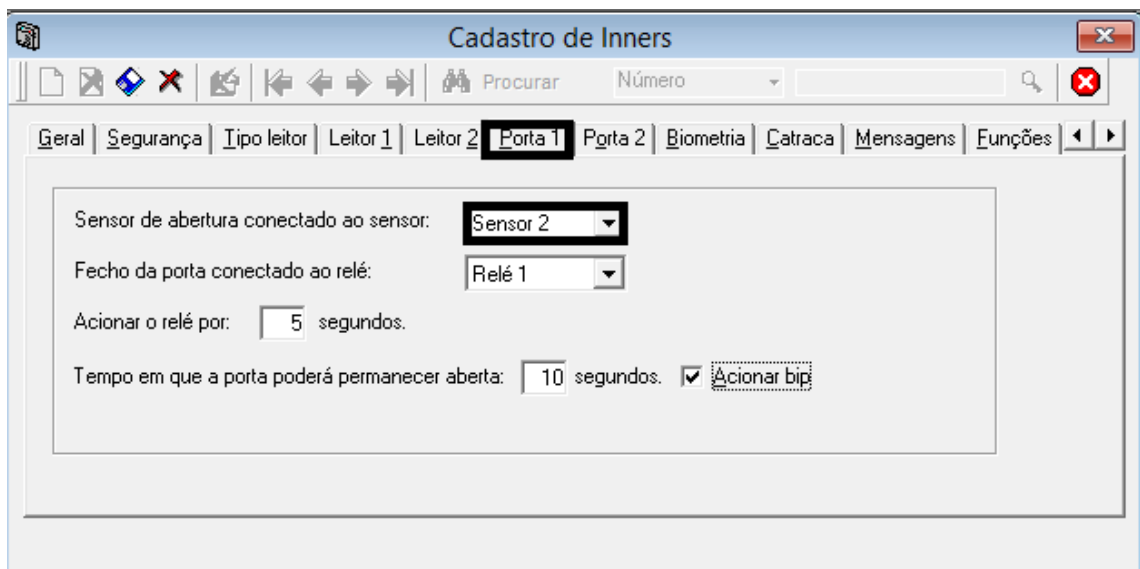 Cadastro de Inners
Procurar Número
Geral Segurança Tipo leitor Leitor 1 Leitor 2 Porta 1 Porta 2 Biometria Catraca Mensagens Funções
Sensor de abertura conectado ao sensor: Sensor 2
Fecho da porta conectado ao relé: Relé 1
Acionar o relé por: 5 segundos.
Tempo em que a porta poderá permanecer aberta: 10 segundos. Acionar bip